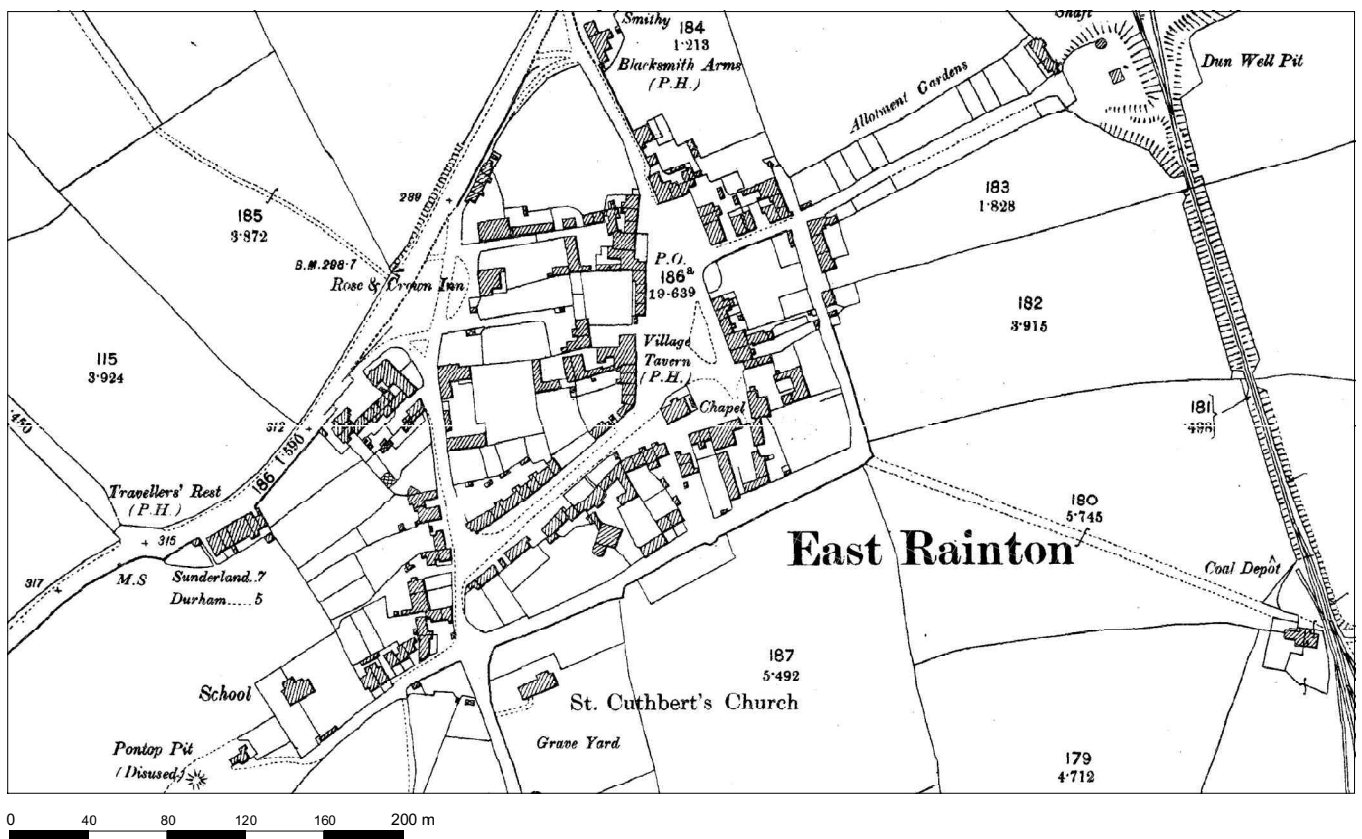 Smithy
184
1·213
Blacksmith Arms
(P.H.)
Shaft
Dun Well Pit
Allotment Gardens
289
185
3·872
183
1·828
B.M.298·7
Rose & Crown Inn
P.O.
186a
19·639
182
3·915
115
3·924
Village
Tavern
(P.H.)
Chapel
181
312
186
1·590
Travellers' Rest
(P.H.)
315
317
M.S
Sunderland..7
Durham.....5
East Rainton
180
5·745
Coal Depôt
187
5·492
School
St. Cuthbert's Church
Pontop Pit
(Disused)
Grave Yard
179
4·712
0 40 80 120 160 200 m